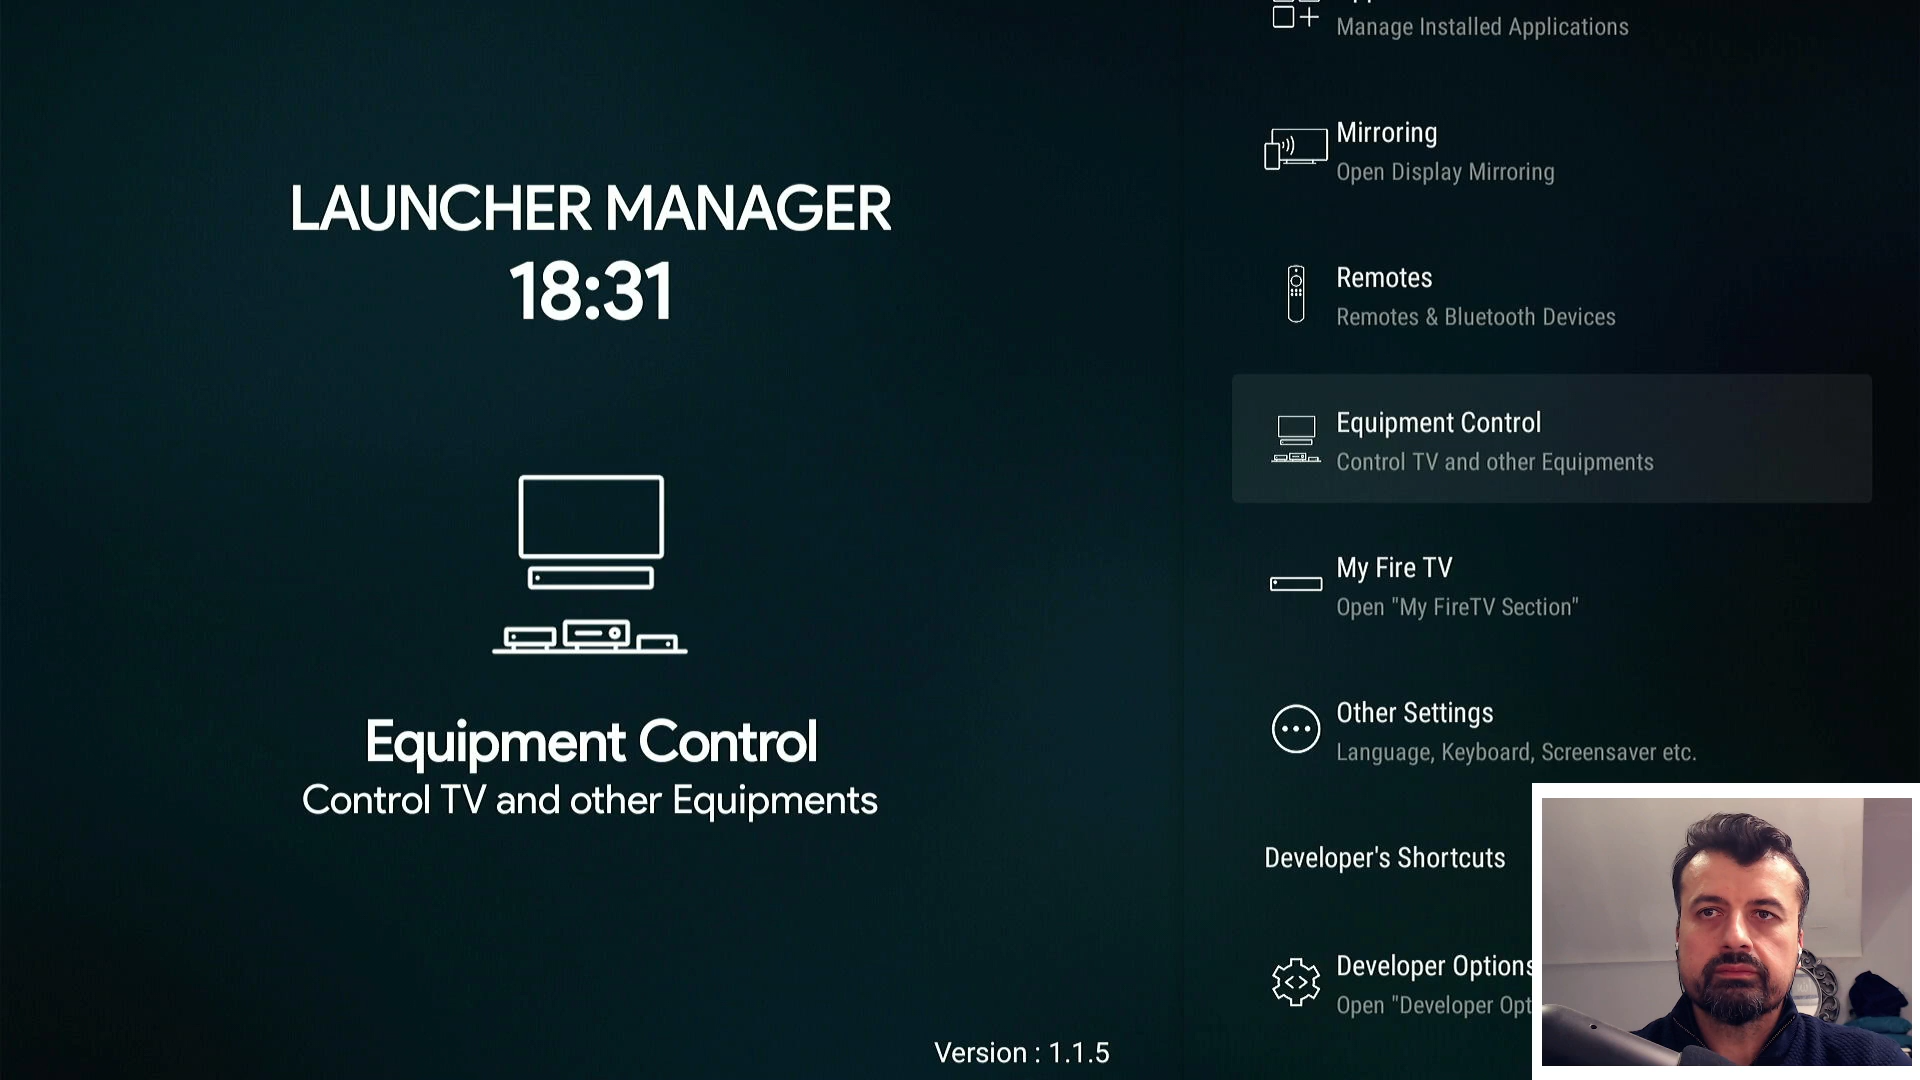 Manage Installed Applications
Mirroring
Open Display Mirroring
LAUNCHER MANAGER
18:31
Remotes
Remotes & Bluetooth Devices
Equipment Control
Control TV and other Equipments
My Fire TV
Open "My FireTV Section"
Equipment Control
Control TV and other Equipments
Other Settings
Language, Keyboard, Screensaver etc.
Developer's Shortcuts
Developer Options
Open "Developer Opt
Version : 1.1.5